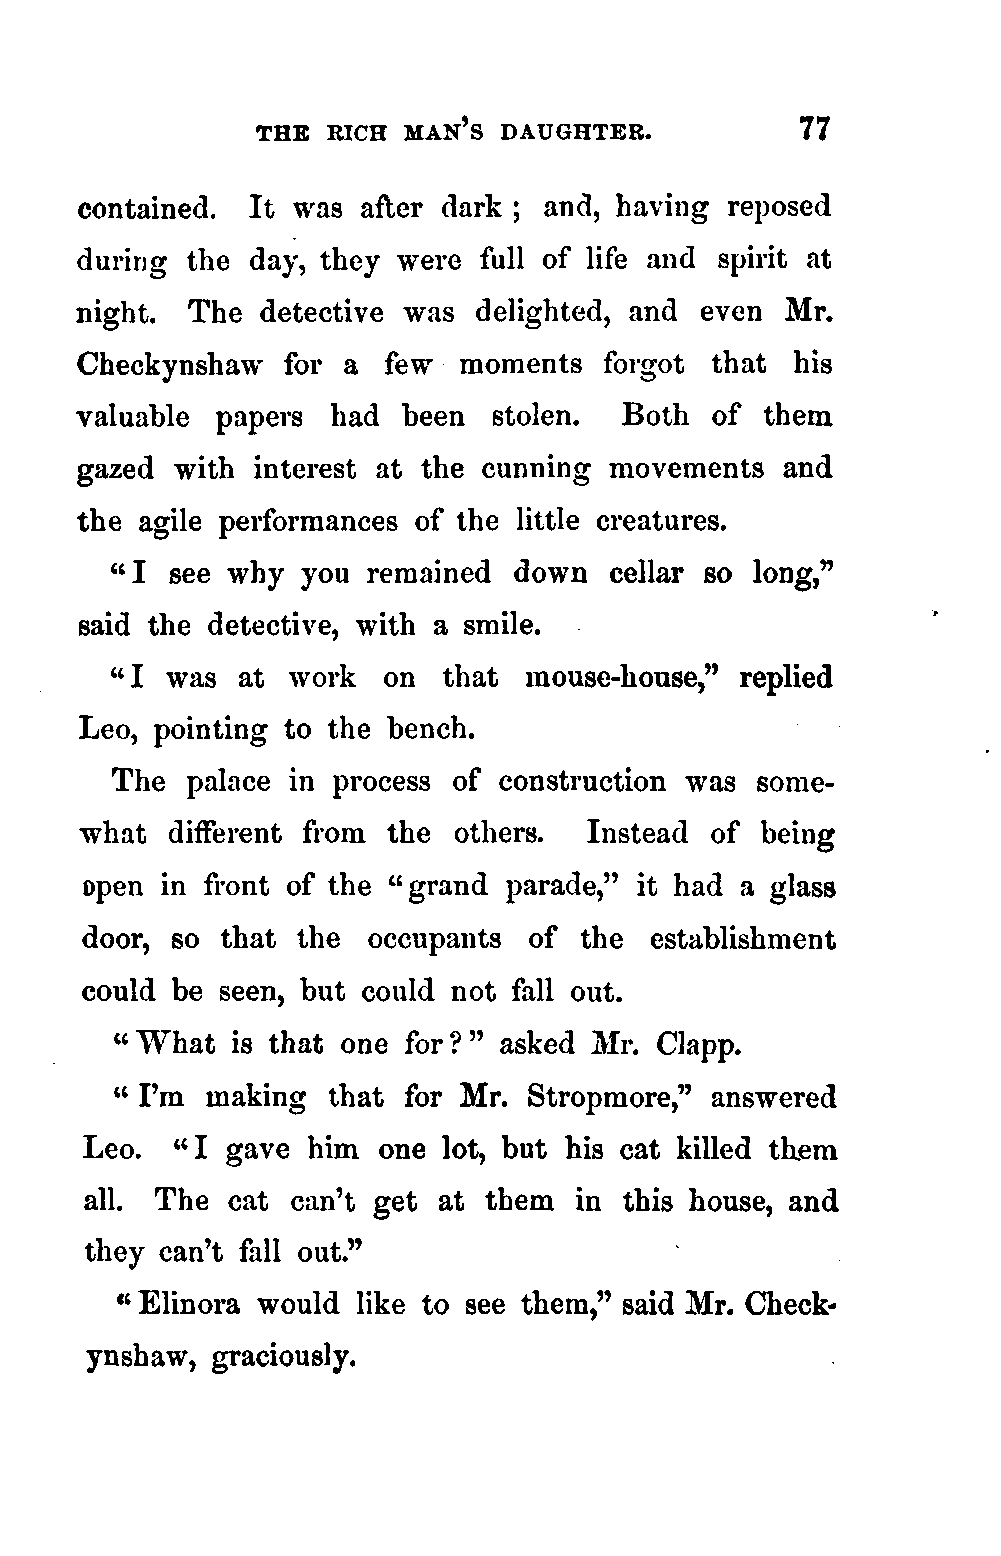 THE RICH MAN'S DAUGHTER. 77
contained. It was after dark; and, having reposed
during the day, they were full of life and spirit at
night. The detective was delighted, and even Mr.
Checkynshaw for a few moments forgot that his
valuable papers had been stolen. Both of them
gazed with interest at the cunning movements and
the agile performances of the little creatures.
"I see why you remained down cellar so long,"
said the detective, with a smile.
"I was at work on that mouse-house," replied
Leo, pointing to the bench.
The palace in process of construction was some-
what different from the others. Instead of being
open in front of the "grand parade," it had a glass
door, so that the occupants of the establishment
could be seen, but could not fall out.
"What is that one for?" asked Mr. Clapp.
"I'm making that for Mr. Stropmore," answered
Leo. "I gave him one lot, but his cat killed them
all. The cat can't get at them in this house, and
they can't fall out."
"Elinora would like to see them," said Mr. Check-
ynshaw, graciously.